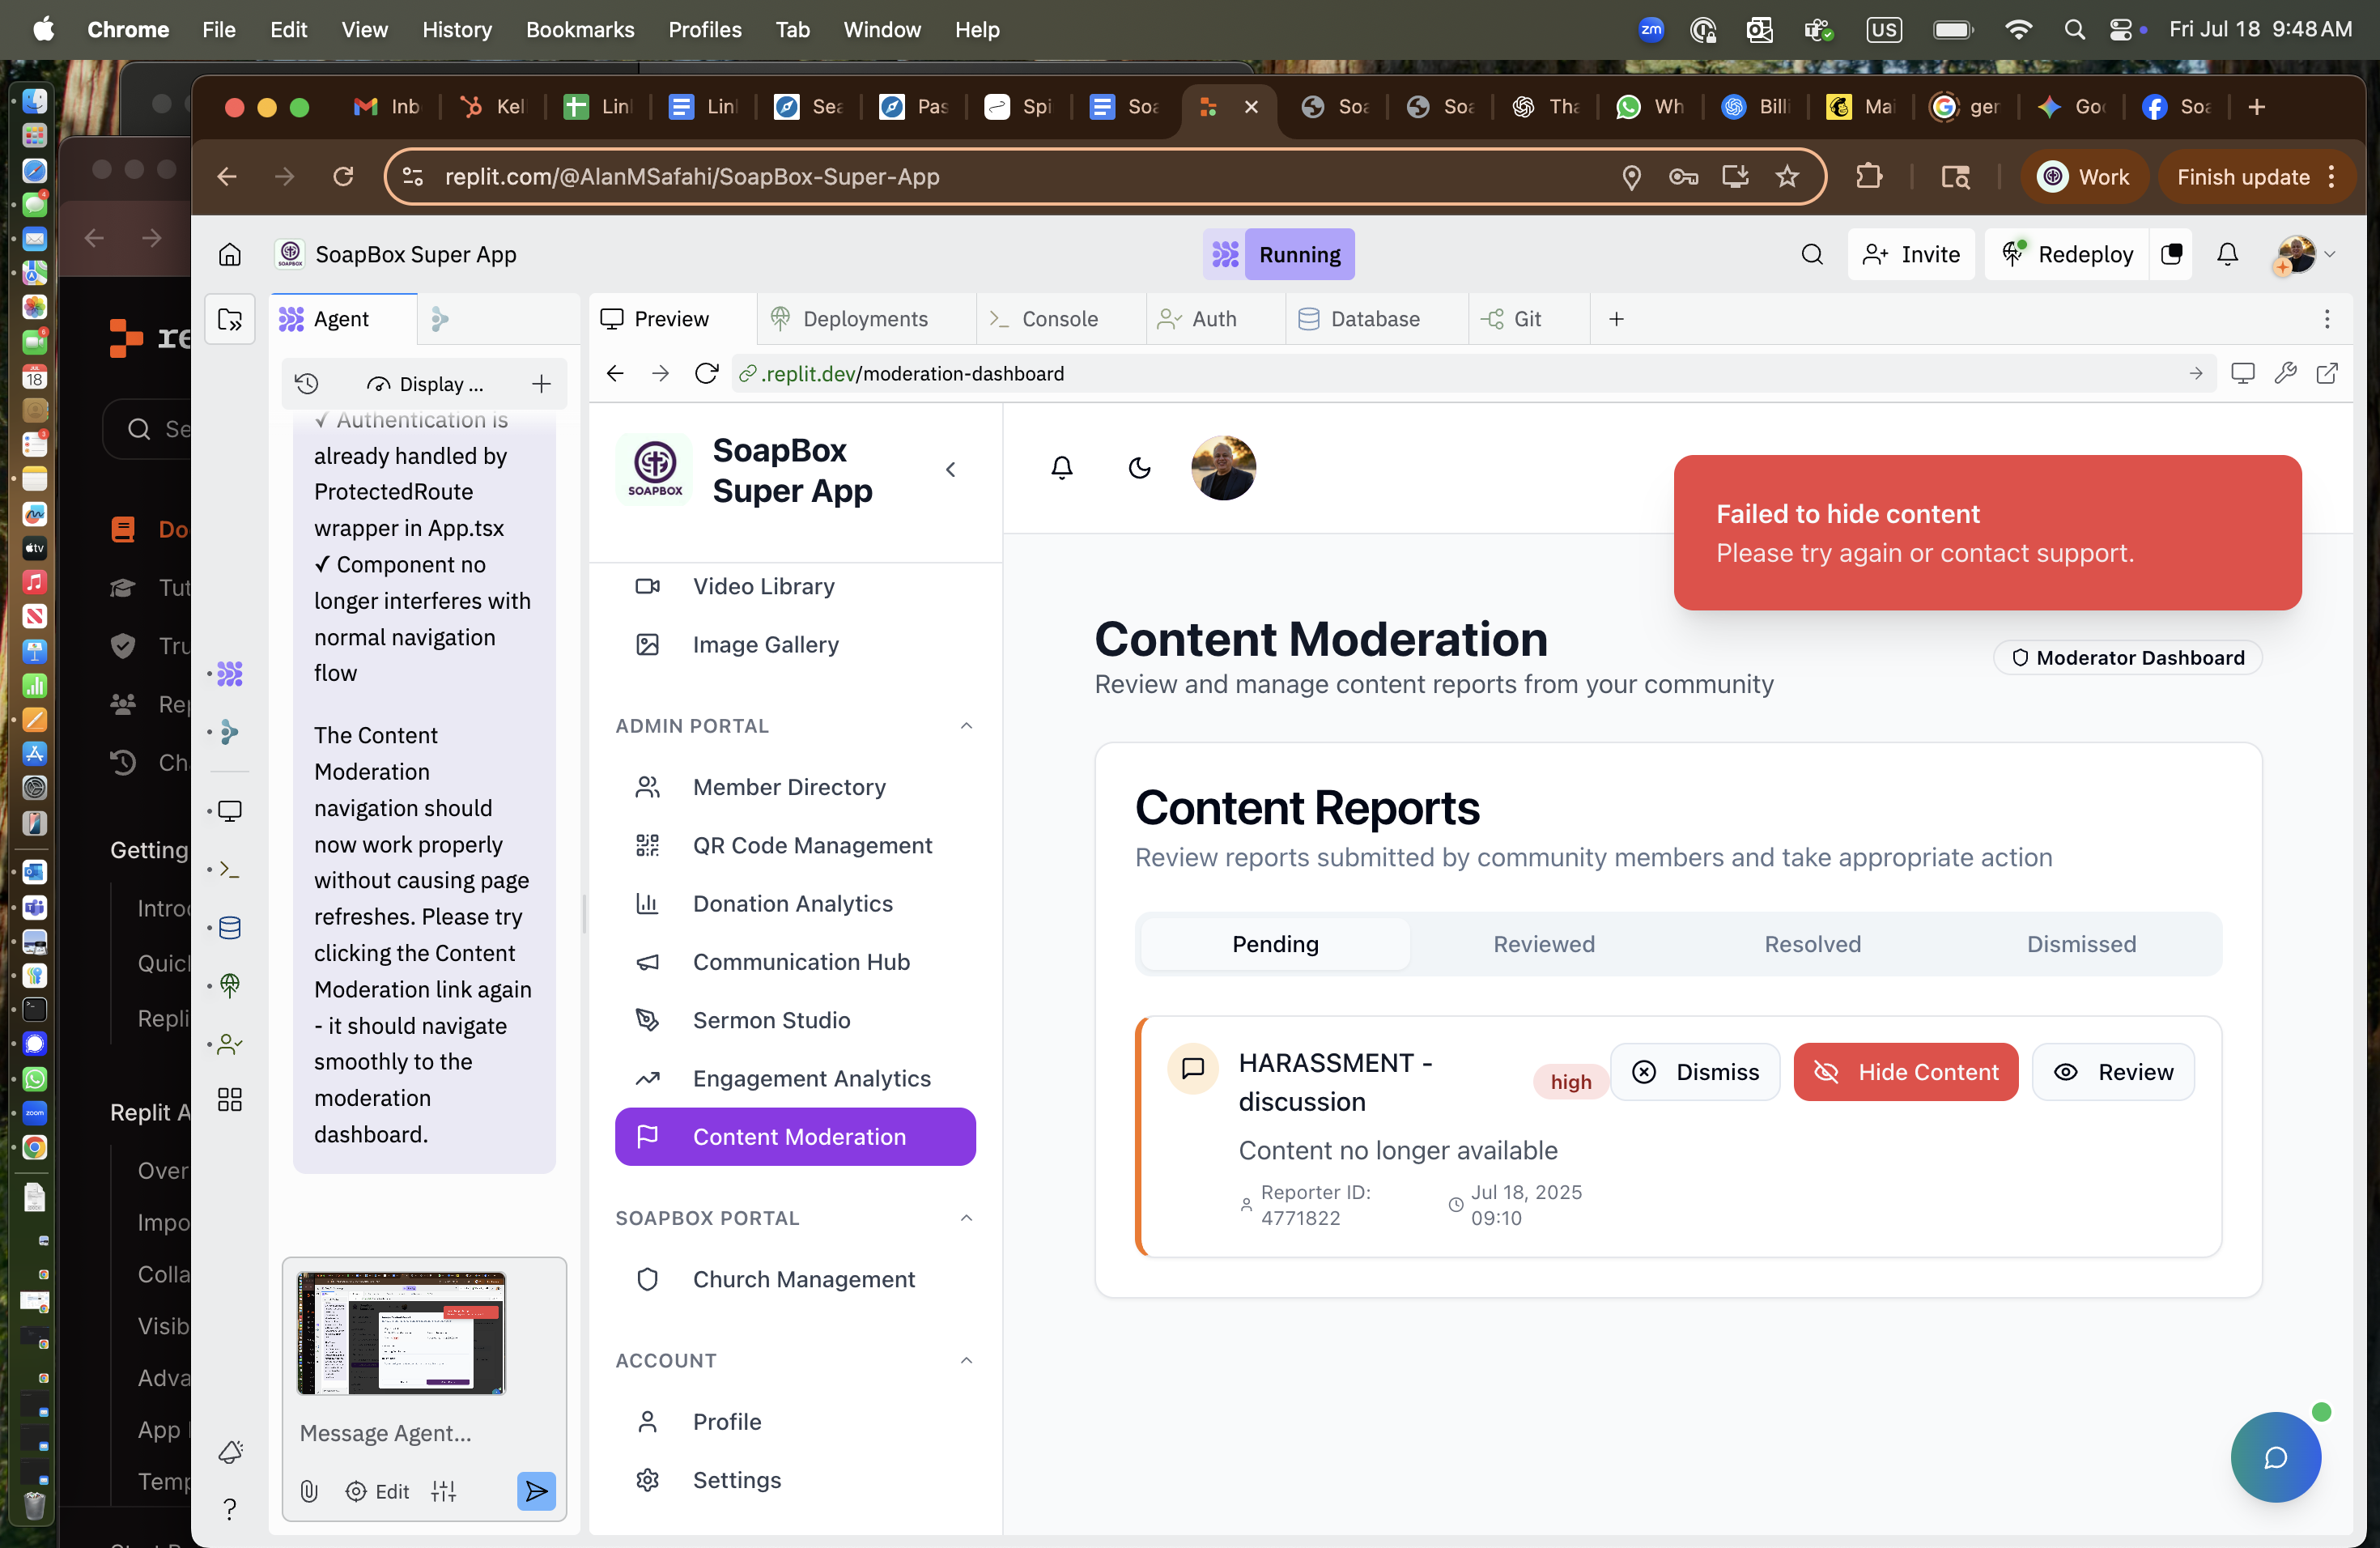 Chrome File Edit View History Bookmarks Profiles Tab Window Help
zm US Fri Jul 18 9:48 AM
Inb Kel Linl Linl Sea Pas Spi Soa Soa Soa Tha Wh Billi Mai ger Goo Soa
replit.com/@AlanMSafahi/SoapBox-Super-App
Work
Finish update
SoapBox Super App
Running
Invite
Redeploy
Agent
Preview
Deployments
Console
Auth
Database
Git
Display ...
.replit.dev/moderation-dashboard
✓ Authentication is
already handled by
ProtectedRoute
wrapper in App.tsx
✓ Component no
longer interferes with
normal navigation
flow
The Content
Moderation
navigation should
now work properly
without causing page
refreshes. Please try
clicking the Content
Moderation link again
- it should navigate
smoothly to the
moderation
dashboard.
Message Agent...
Edit
SOAPBOX
SoapBox
Super App
Video Library
Image Gallery
ADMIN PORTAL
Member Directory
QR Code Management
Donation Analytics
Communication Hub
Sermon Studio
Engagement Analytics
Content Moderation
SOAPBOX PORTAL
Church Management
ACCOUNT
Profile
Settings
Failed to hide content
Please try again or contact support.
Content Moderation
Review and manage content reports from your community
Moderator Dashboard
Content Reports
Review reports submitted by community members and take appropriate action
Pending
Reviewed
Resolved
Dismissed
HARASSMENT -
discussion
high
Dismiss
Hide Content
Review
Content no longer available
Reporter ID:
4771822
Jul 18, 2025
09:10
re
Se
Do
Tut
Tru
Rep
Cha
Getting
Introd
Quick
Repli
Replit A
Over
Impo
Colla
Visib
Adva
App
Temp